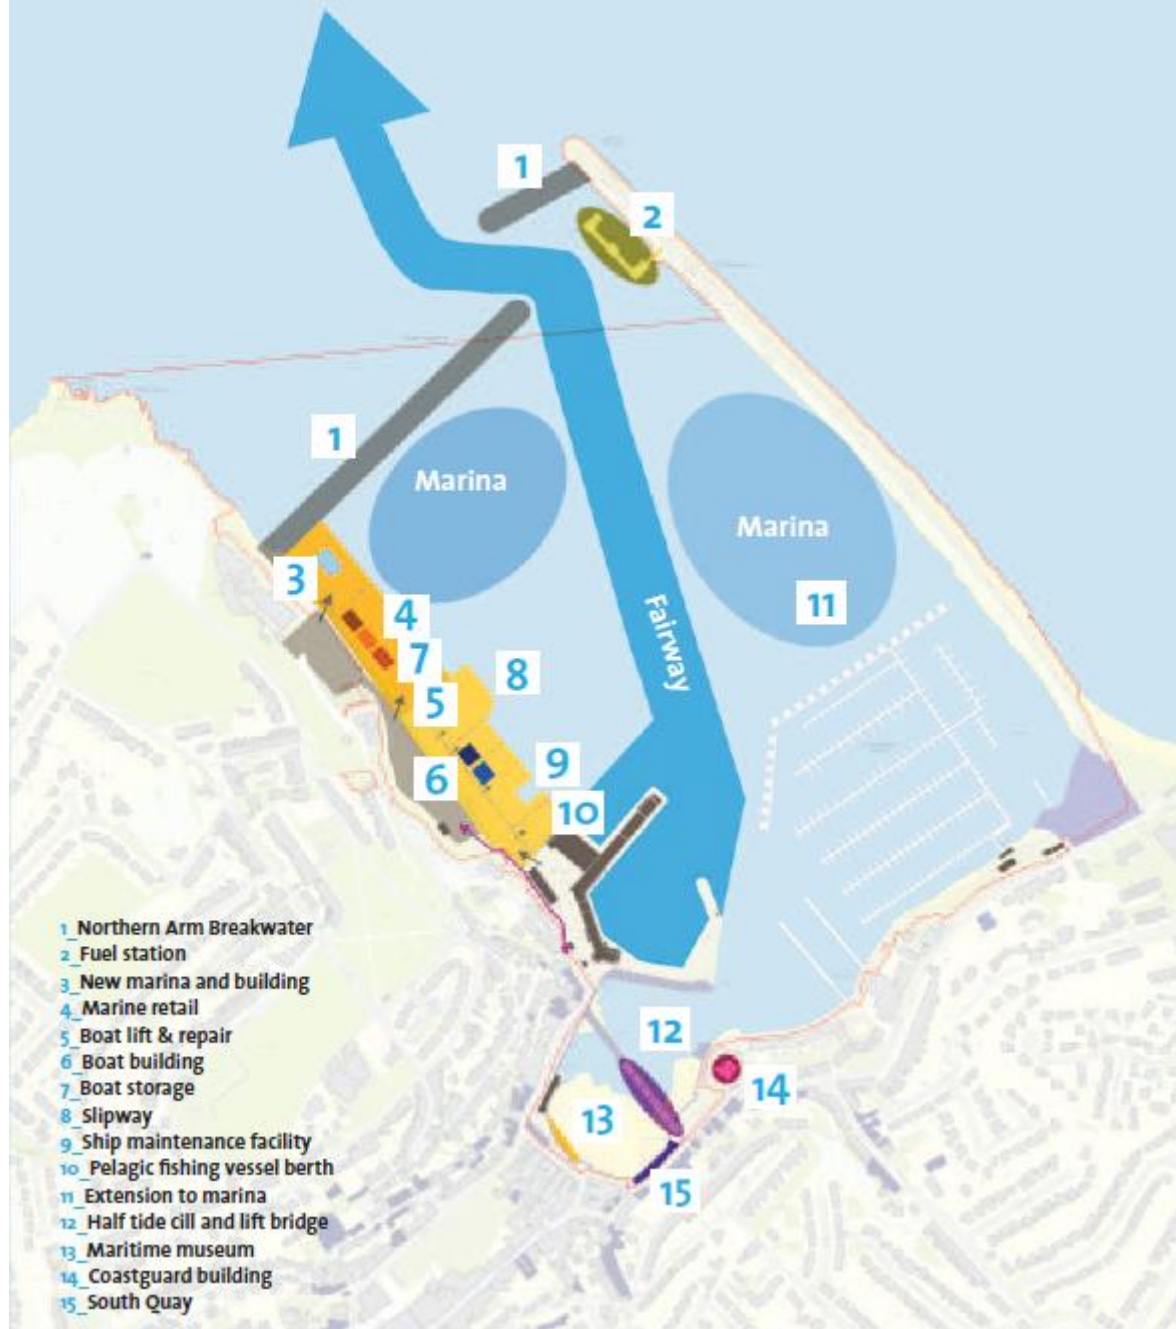 1
2
1
Marina
Marina
3
11
4
Fairway
7
8
5
9
6
10
1_Northern Arm Breakwater
2_Fuel station
3_New marina and building
4_Marine retail
5_Boat lift & repair
6_Boat building
7_Boat storage
8_Slipway
9_Ship maintenance facility
10_Pelagic fishing vessel berth
11_Extension to marina
12_Half tide cill and lift bridge
13_Maritime museum
14_Coastguard building
15_South Quay
12
14
13
15